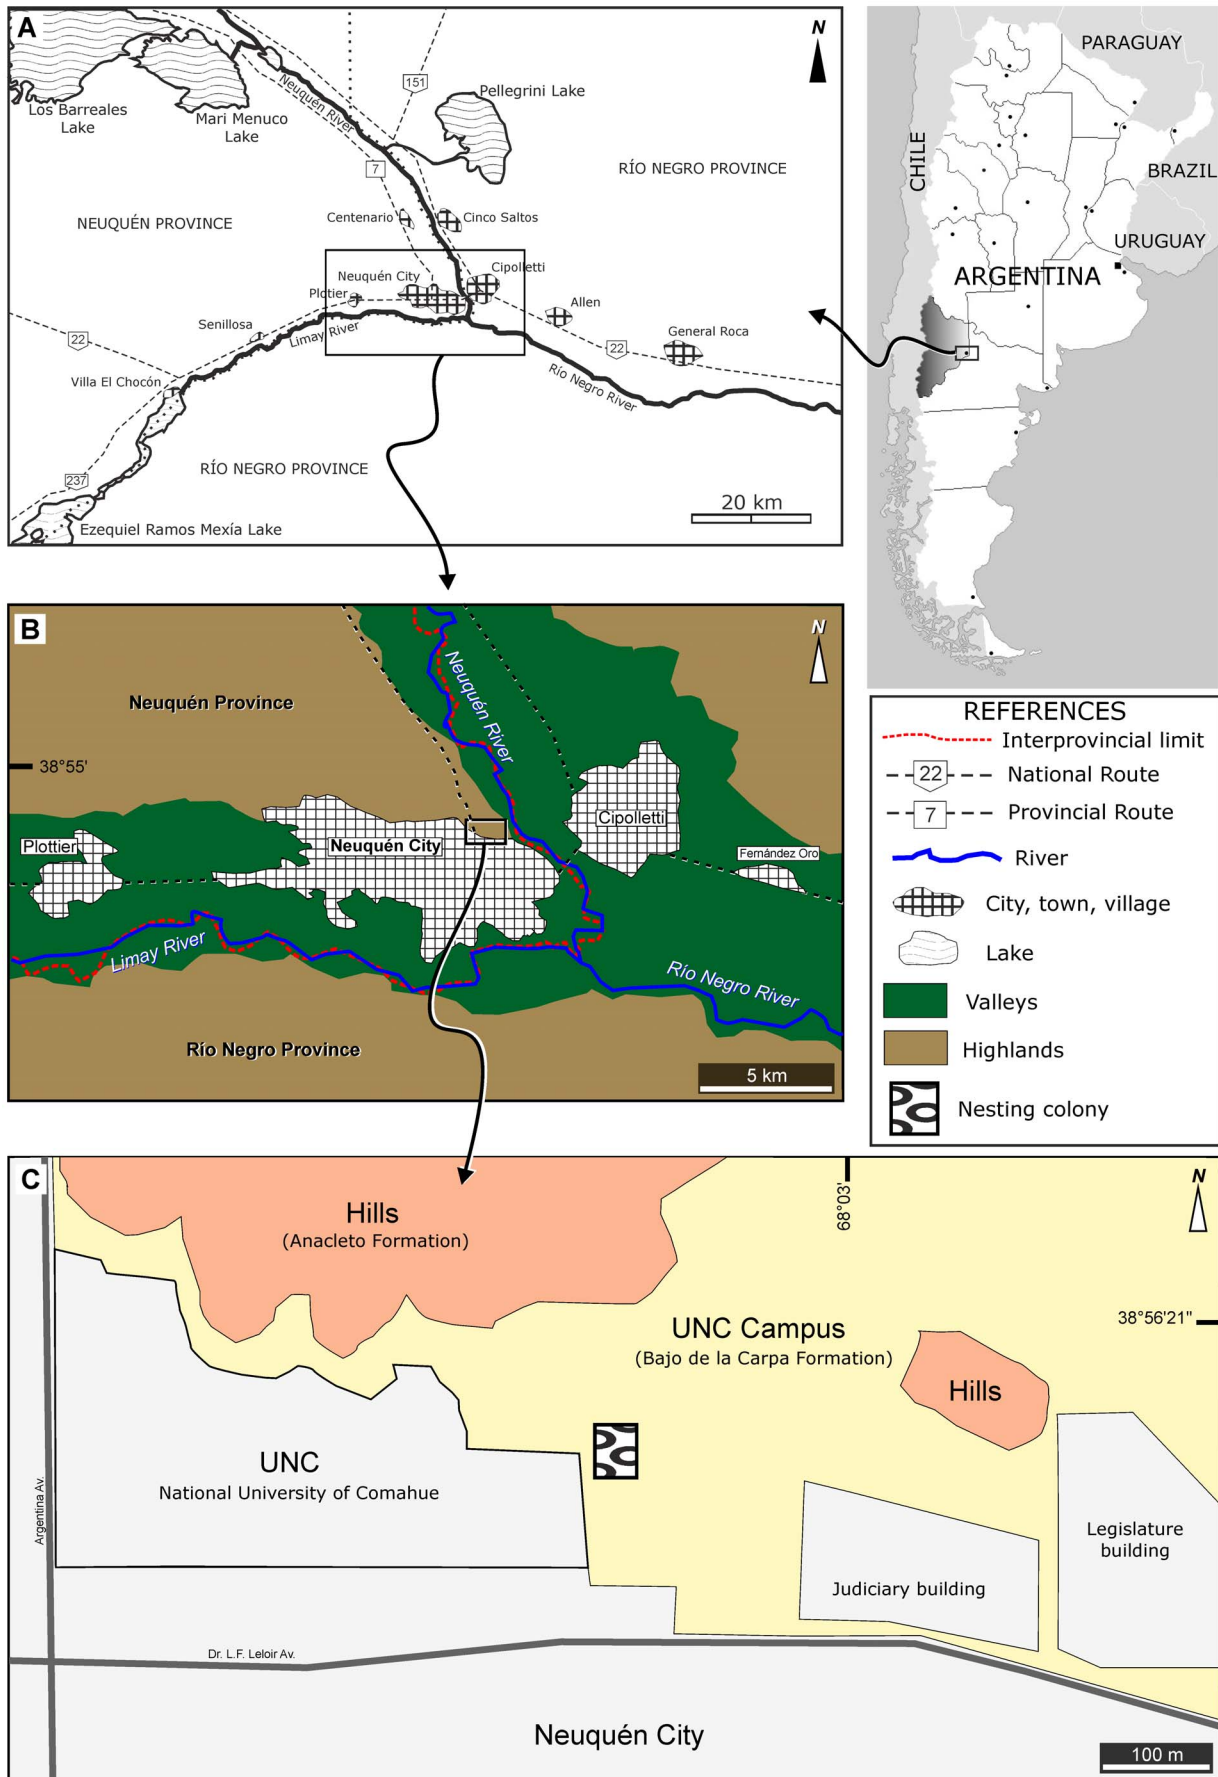 A
N
Los Barreales
Lake
Mari Menuco
Lake
Neuquén River
151
Pellegrini Lake
7
RÍO NEGRO PROVINCE
NEUQUÉN PROVINCE
Centenario
Cinco Saltos
Neuquén City
Cipolletti
Plotier
Allen
Senillosa
Limay River
22
22
General Roca
Villa El Chocón
Río Negro River
RÍO NEGRO PROVINCE
237
20 km
Ezequiel Ramos Mexía Lake
PARAGUAY
CHILE
BRAZIL
URUGUAY
ARGENTINA
B
N
Neuquén Province
Neuquén River
38°55'
Plottier
Neuquén City
Cipolletti
Fernández Oro
Limay River
Río Negro River
Río Negro Province
5 km
REFERENCES
Interprovincial limit
22
National Route
7
Provincial Route
River
City, town, village
Lake
Valleys
Highlands
Nesting colony
C
68°03'
N
Hills
(Anacleto Formation)
38°56'21"
UNC Campus
(Bajo de la Carpa Formation)
Hills
UNC
National University of Comahue
Argentina Av.
Legislature
building
Judiciary building
Dr. L.F. Leloir Av.
Neuquén City
100 m